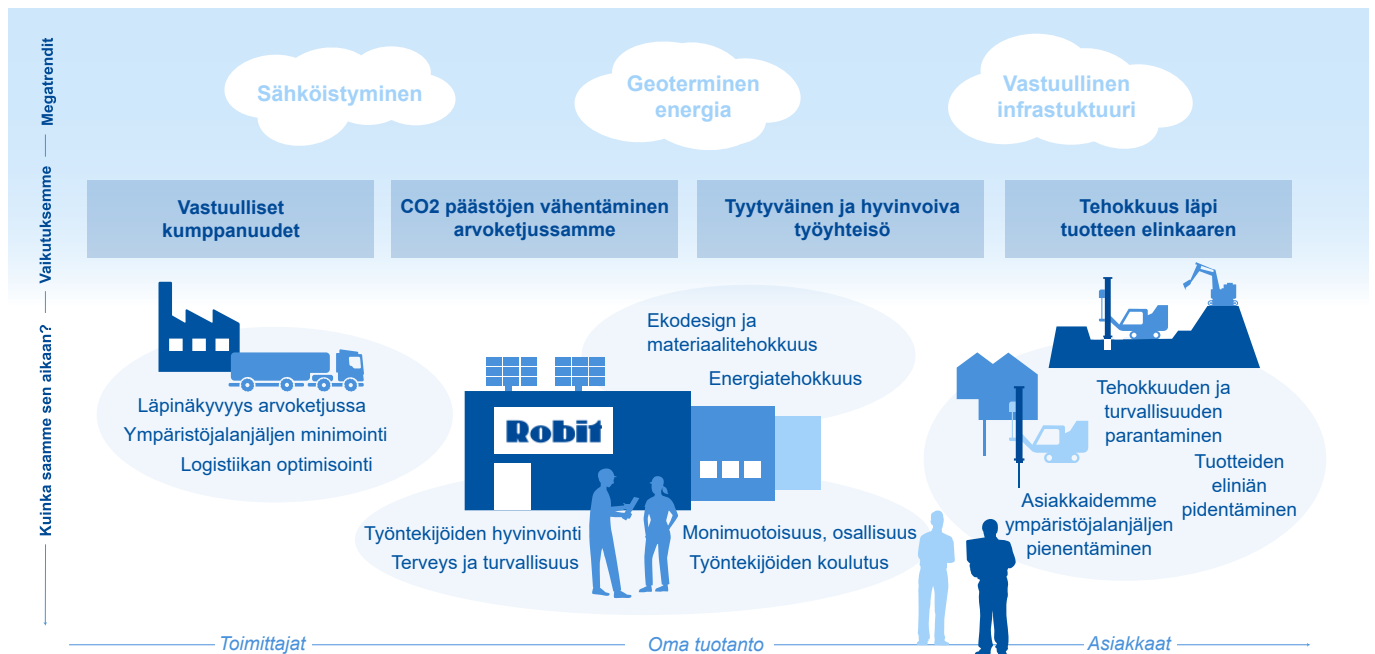 Megatrendit
Sähköistyminen
Geoterminen
energia
Vastuullinen
infrastuktuuri
Vaikutuksemme
Vastuulliset
kumppanuudet
CO2 päästöjen vähentäminen
arvoketjussamme
Tyytyväinen ja hyvinvoiva
työyhteisö
Tehokkuus läpi
tuotteen elinkaaren
Kuinka saamme sen aikaan?
Läpinäkyvyys arvoketjussa
Ympäristöjalanjäljen minimointi
Logistiikan optimisointi
Ekodesign ja
materiaalitehokkuus
Energiatehokkuus
Robit
Työntekijöiden hyvinvointi
Terveys ja turvallisuus
Monimuotoisuus, osallisuus
Työntekijöiden koulutus
Tehokkuuden ja
turvallisuuden
parantaminen
Tuotteiden
eliniän
pidentäminen
Asiakkaidemme
ympäristöjalanjäljen
pienentäminen
Toimittajat
Oma tuotanto
Asiakkaat